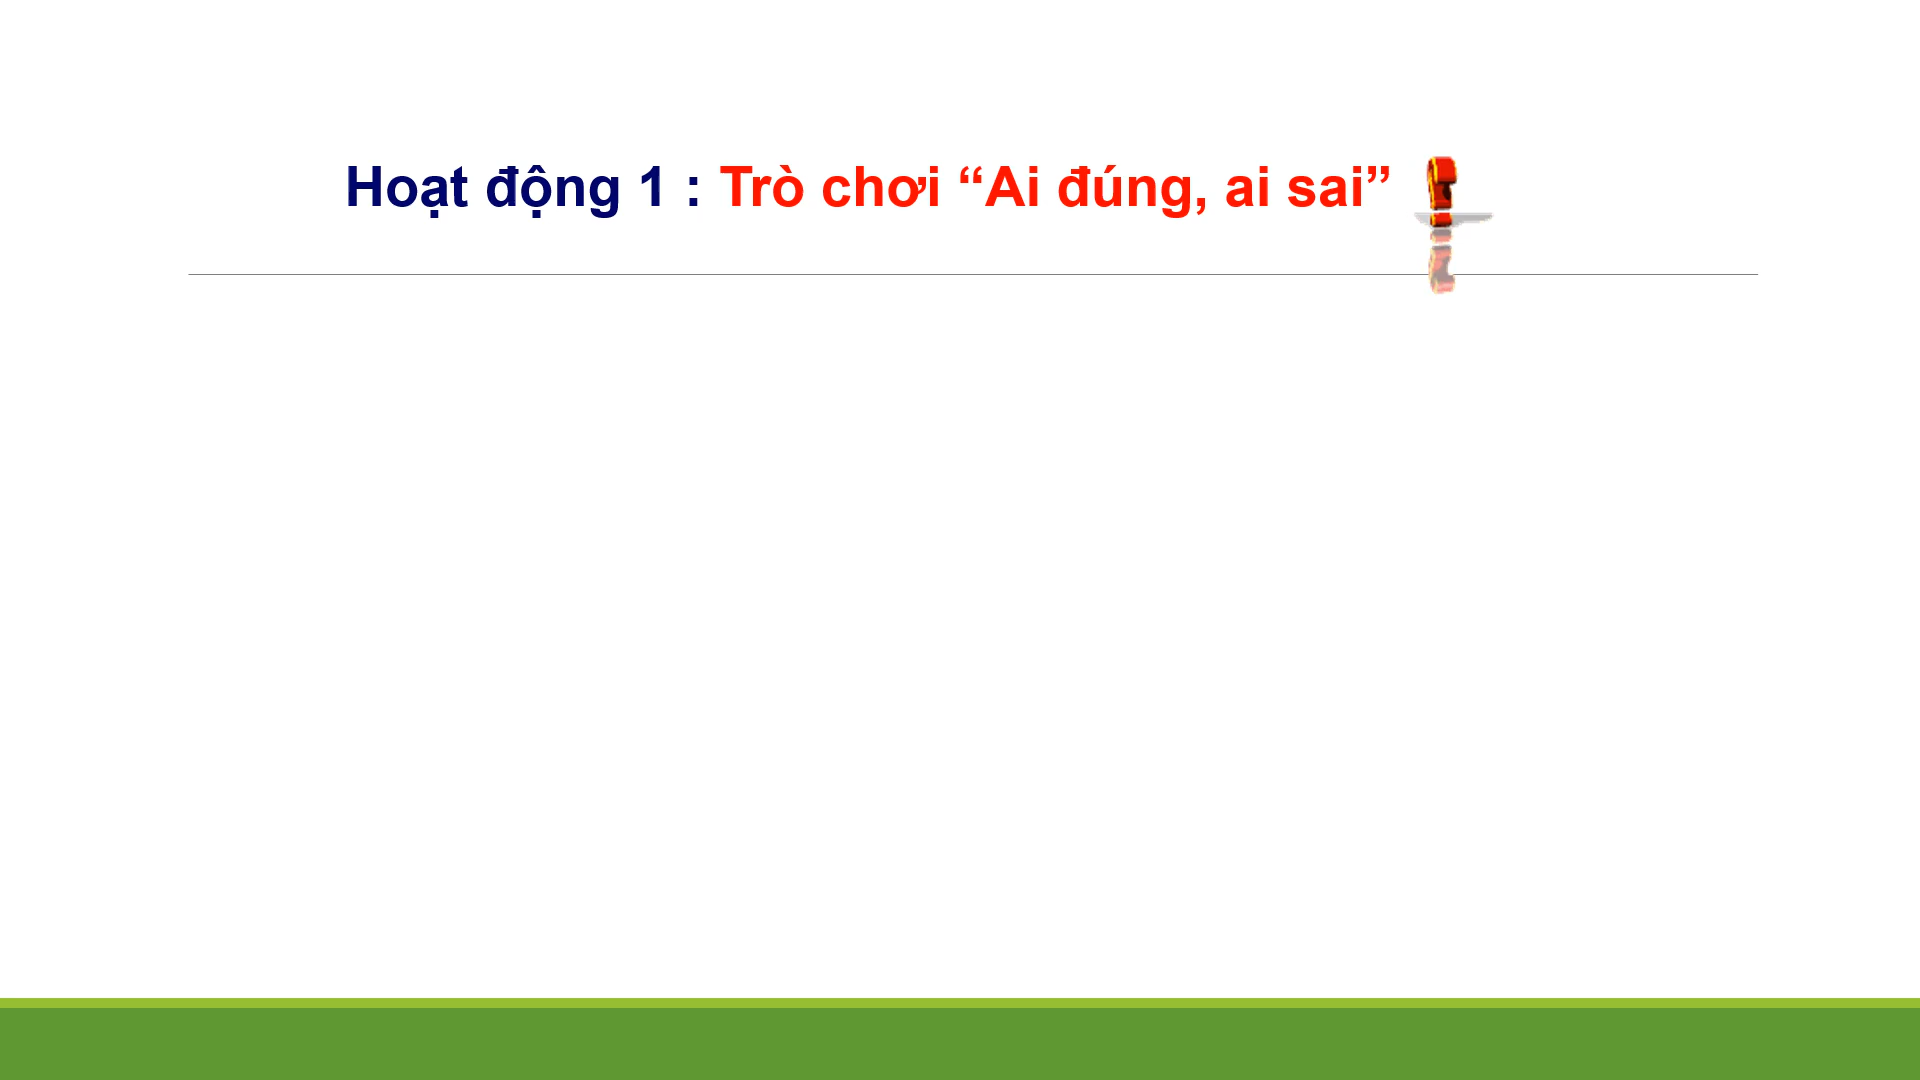 Hoạt động 1 : Trò chơi “Ai đúng, ai sai”